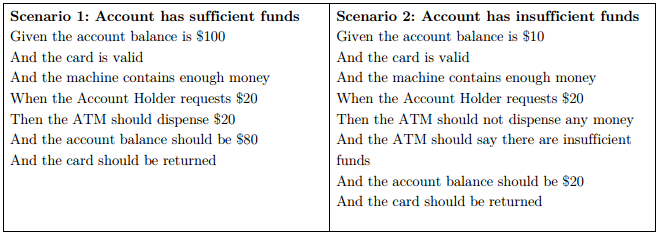 Scenario 1: Account has sufficient funds
Given the account balance is $100
And the card is valid
And the machine contains enough money
When the Account Holder requests $20
Then the ATM should dispense $20
And the account balance should be $80
And the card should be returned
Scenario 2: Account has insufficient funds
Given the account balance is $10
And the card is valid
And the machine contains enough money
When the Account Holder requests $20
Then the ATM should not dispense any money
And the ATM should say there are insufficient
funds
And the account balance should be $20
And the card should be returned